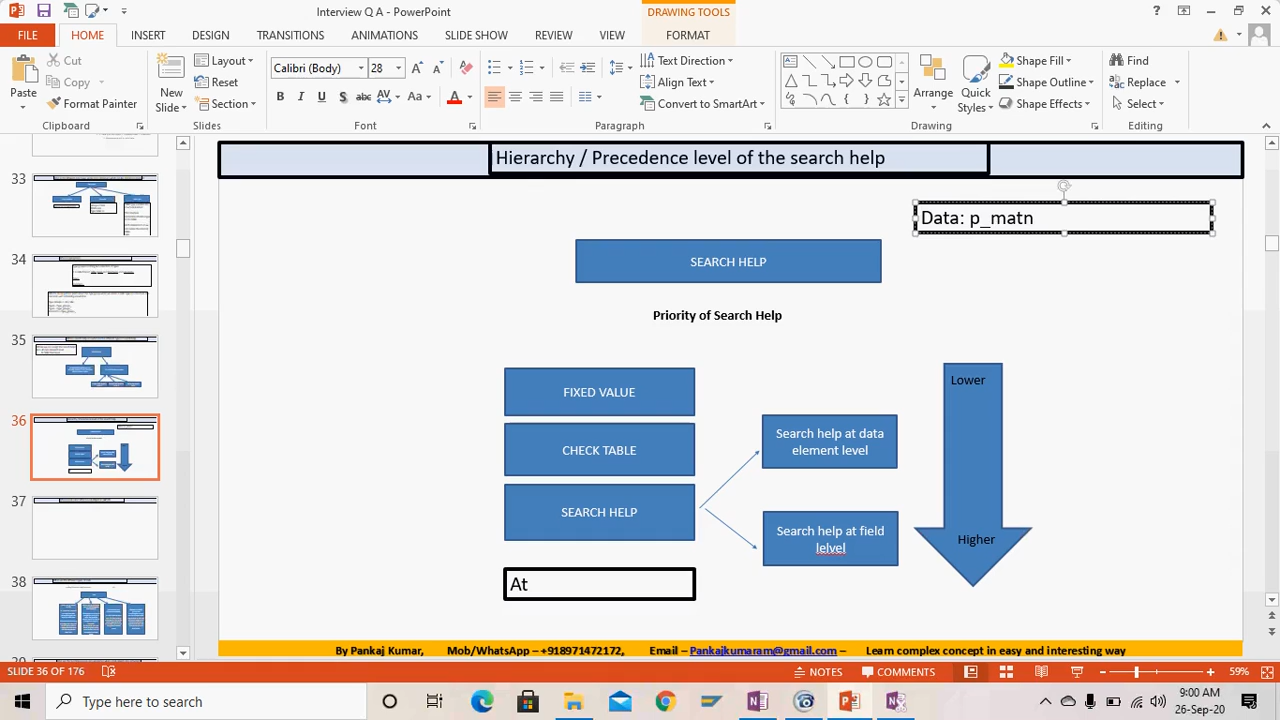 Interview Q A - PowerPoint
DRAWING TOOLS
FILE
HOME
INSERT
DESIGN
TRANSITIONS
ANIMATIONS
SLIDE SHOW
REVIEW
VIEW
FORMAT
Paste
Cut
Copy
Format Painter
Clipboard
New
Slide
Layout
Reset
Section
Slides
Calibri (Body)
28
Font
Text Direction
Align Text
Convert to SmartArt
Paragraph
Arrange
Quick
Styles
Shape Fill
Shape Outline
Shape Effects
Drawing
Find
Replace
Select
Editing
33
34
35
36
37
38
Hierarchy / Precedence level of the search help
Data: p_matn
SEARCH HELP
Priority of Search Help
FIXED VALUE
CHECK TABLE
SEARCH HELP
At
Search help at data
element level
Search help at field
lelvel
Lower
Higher
By Pankaj Kumar, Mob/WhatsApp – +918971472172, Email – Pankajkumaram@gmail.com – Learn complex concept in easy and interesting way
SLIDE 36 OF 176
NOTES
COMMENTS
59%
Type here to search
9:00 AM
26-Sep-20